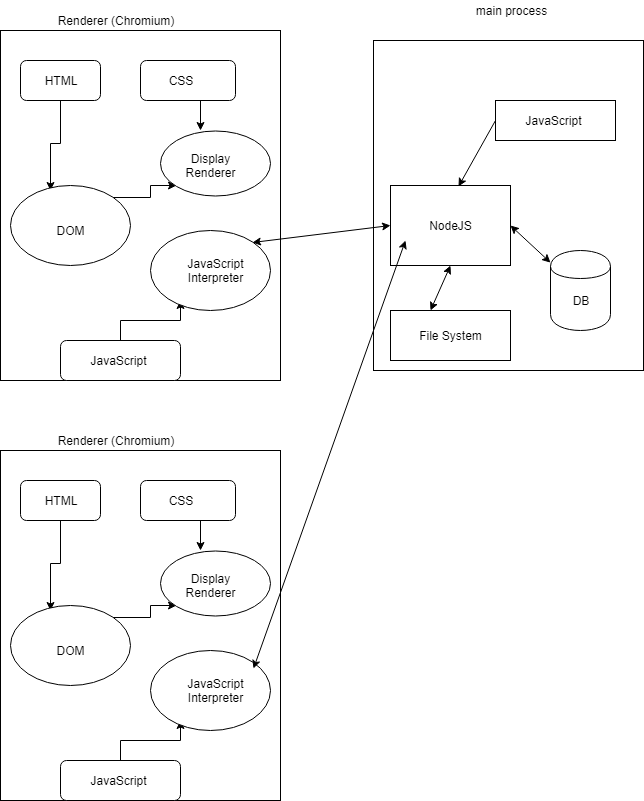 main process
Renderer (Chromium)
HTML
CSS
Display
Renderer
DOM
JavaScript
Interpreter
JavaScript
JavaScript
NodeJS
DB
File System
Renderer (Chromium)
HTML
CSS
Display
Renderer
DOM
JavaScript
Interpreter
JavaScript